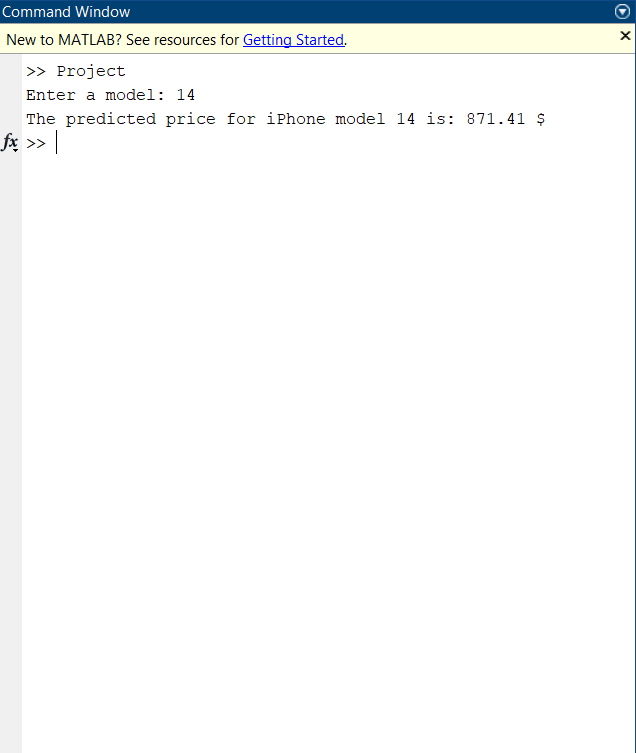 Command Window
New to MATLAB? See resources for Getting Started.
>> Project
Enter a model: 14
The predicted price for iPhone model 14 is: 871.41 $
fx >>